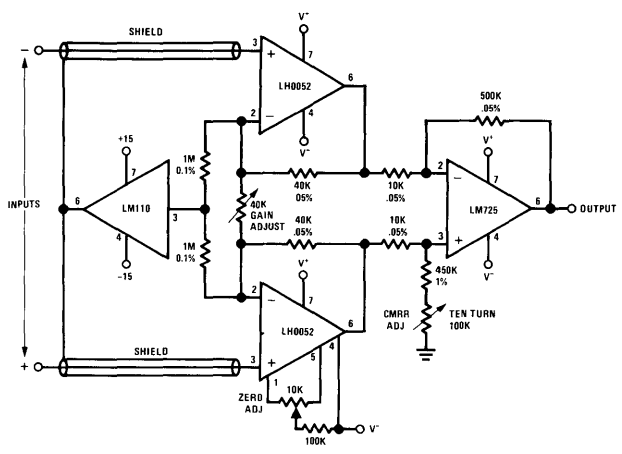 SHIELD
V+
7
3
+
6
LH0052
2
−
4
V−
500K
.05%
+15
7
1M
0.1%
40K
05%
10K
.05%
V+
2
−
7
INPUTS
6
LM110
3
40K
GAIN
ADJUST
LM725
6
OUTPUT
4
−15
1M
0.1%
40K
.05%
10K
.05%
3
+
4
V−
V+
2
−
7
450K
1%
6
LH0052
CMRR
ADJ
TEN TURN
100K
SHIELD
+
3
+
5
4
1
ZERO
ADJ
10K
100K
V−
−